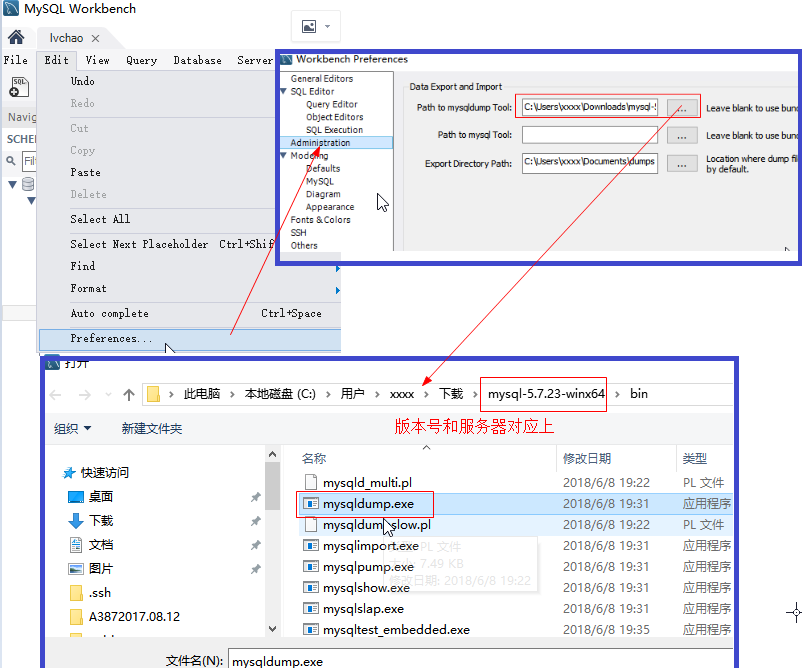 MySQL Workbench
lvchao ×
File Edit View Query Database Server
Undo
Redo
Cut
Copy
Paste
Delete
Select All
Select Next Placeholder Ctrl+Shif
Find
Format
Auto complete Ctrl+Space
Preferences...
Navig
SCHE
Fil
Workbench Preferences
General Editors
SQL Editor
Query Editor
Object Editors
SQL Execution
Administration
Modeling
Defaults
MySQL
Diagram
Appearance
Fonts & Colors
SSH
Others
Data Export and Import
Path to mysqldump Tool: C:\Users\xxxx\Downloads\mysql- ... Leave blank to use bund
Path to mysql Tool: ... Leave blank to use bund
Export Directory Path: C:\Users\xxxx\Documents\dumps ... Location where dump fil
by default.
打开
此电脑 › 本地磁盘 (C:) › 用户 › xxxx › 下载 › mysql-5.7.23-winx64 › bin
组织 新建文件夹
版本号和服务器对应上
快速访问
桌面
下载
文档
图片
.ssh
A3872017.08.12
名称 修改日期 类型
mysqld_multi.pl 2018/6/8 19:22 PL 文件
mysqldump.exe 2018/6/8 19:31 应用程序
mysqldumpslow.pl 2018/6/8 19:22 PL 文件
mysqlimport.exe 2018/6/8 19:31 应用程序
mysqlpump.exe 2018/6/8 19:31 应用程序
mysqlshow.exe 2018/6/8 19:31 应用程序
mysqlslap.exe 2018/6/8 19:31 应用程序
mysqltest_embedded.exe 2018/6/8 19:35 应用程序
PL 文件
7.49 KB
修改日期: 2018/6/8 19:22
文件名(N): mysqldump.exe